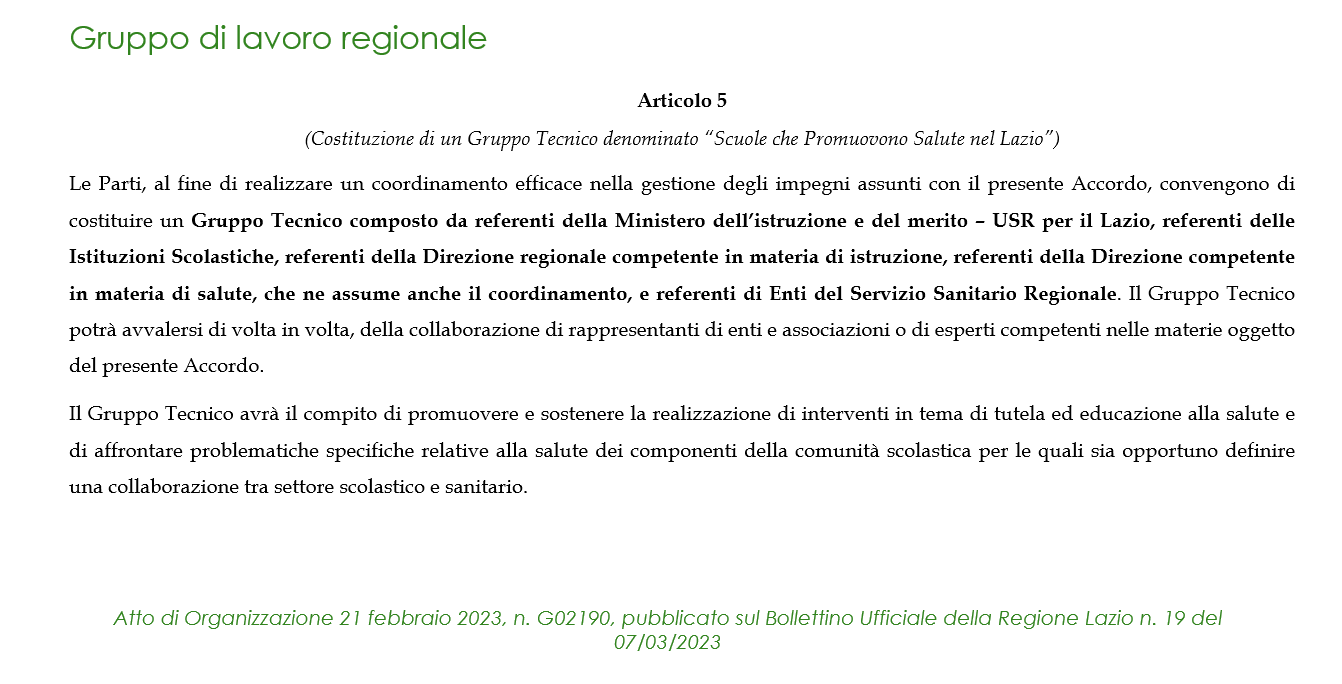 Gruppo di lavoro regionale
Articolo 5
(Costituzione di un Gruppo Tecnico denominato “Scuole che Promuovono Salute nel Lazio”)
Le Parti, al fine di realizzare un coordinamento efficace nella gestione degli impegni assunti con il presente Accordo, convengono di
costituire un Gruppo Tecnico composto da referenti della Ministero dell’istruzione e del merito – USR per il Lazio, referenti delle
Istituzioni Scolastiche, referenti della Direzione regionale competente in materia di istruzione, referenti della Direzione competente
in materia di salute, che ne assume anche il coordinamento, e referenti di Enti del Servizio Sanitario Regionale. Il Gruppo Tecnico
potrà avvalersi di volta in volta, della collaborazione di rappresentanti di enti e associazioni o di esperti competenti nelle materie oggetto
del presente Accordo.
Il Gruppo Tecnico avrà il compito di promuovere e sostenere la realizzazione di interventi in tema di tutela ed educazione alla salute e
di affrontare problematiche specifiche relative alla salute dei componenti della comunità scolastica per le quali sia opportuno definire
una collaborazione tra settore scolastico e sanitario.
Atto di Organizzazione 21 febbraio 2023, n. G02190, pubblicato sul Bollettino Ufficiale della Regione Lazio n. 19 del
07/03/2023